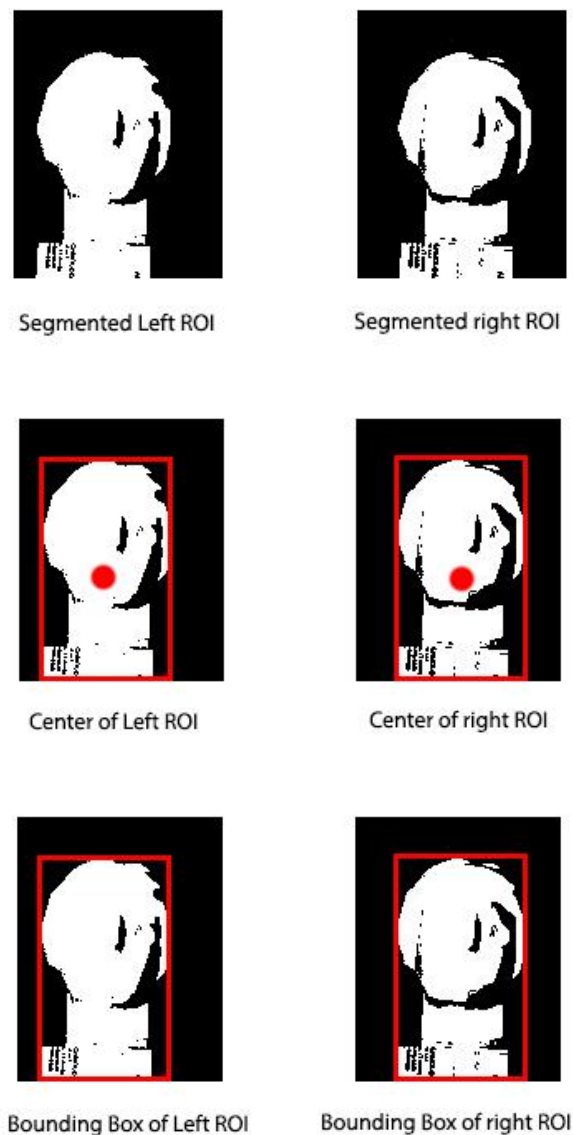 Segmented Left ROI
Segmented right ROI
Center of Left ROI
Center of right ROI
Bounding Box of Left ROI
Bounding Box of right ROI